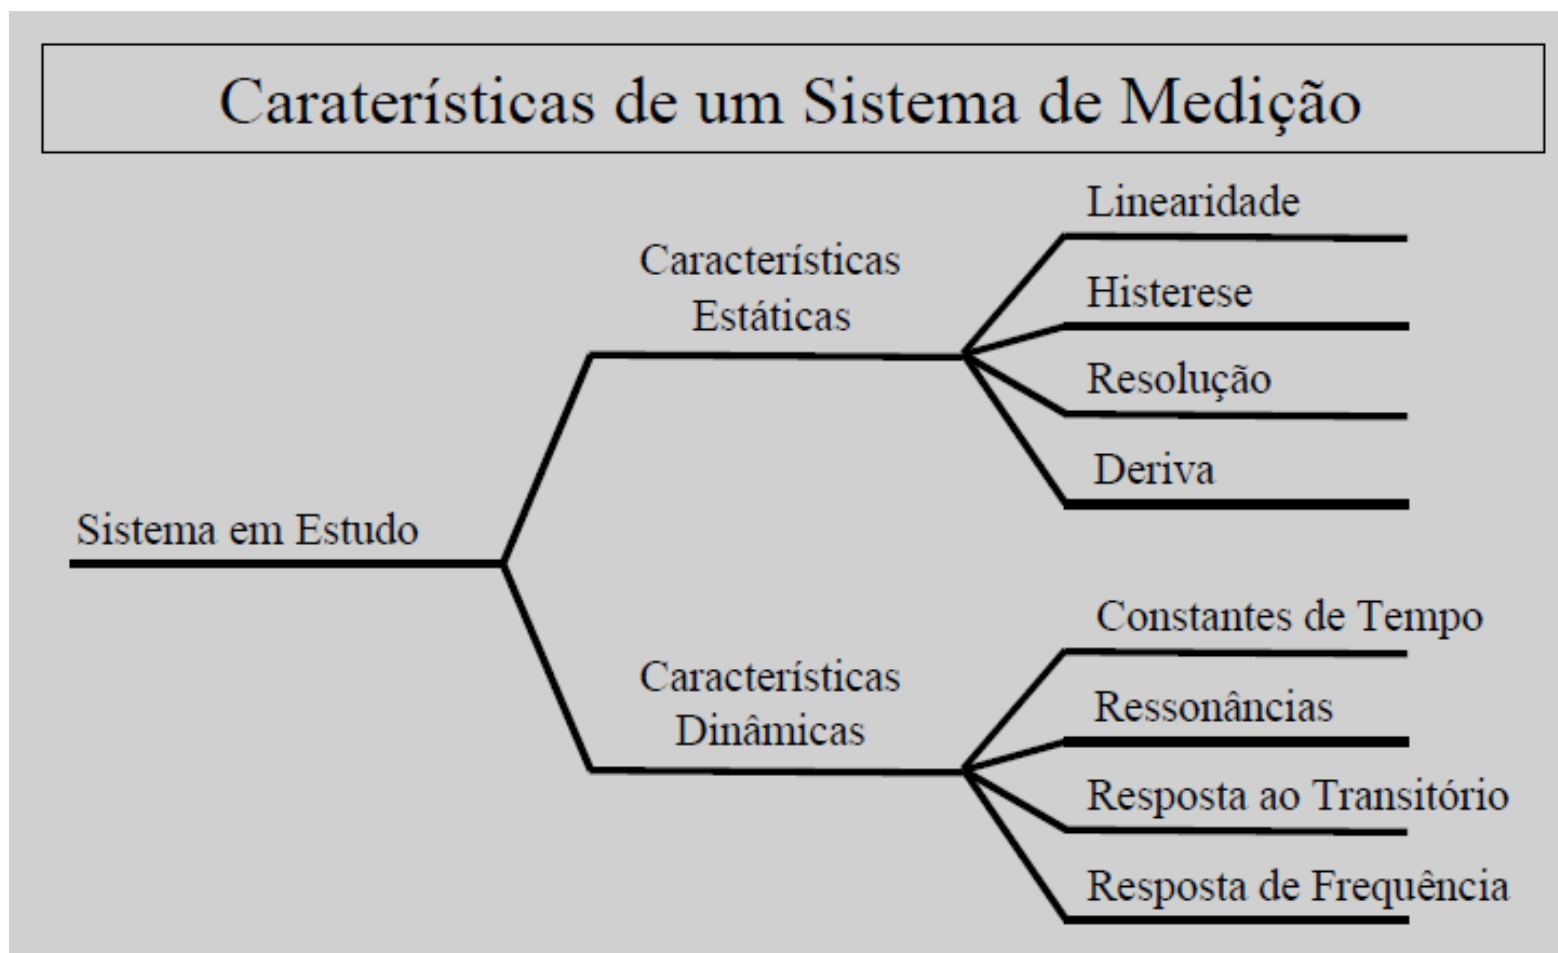 Caraterísticas de um Sistema de Medição
Sistema em Estudo
Características
Estáticas
Linearidade
Histerese
Resolução
Deriva
Características
Dinâmicas
Constantes de Tempo
Ressonâncias
Resposta ao Transitório
Resposta de Frequência